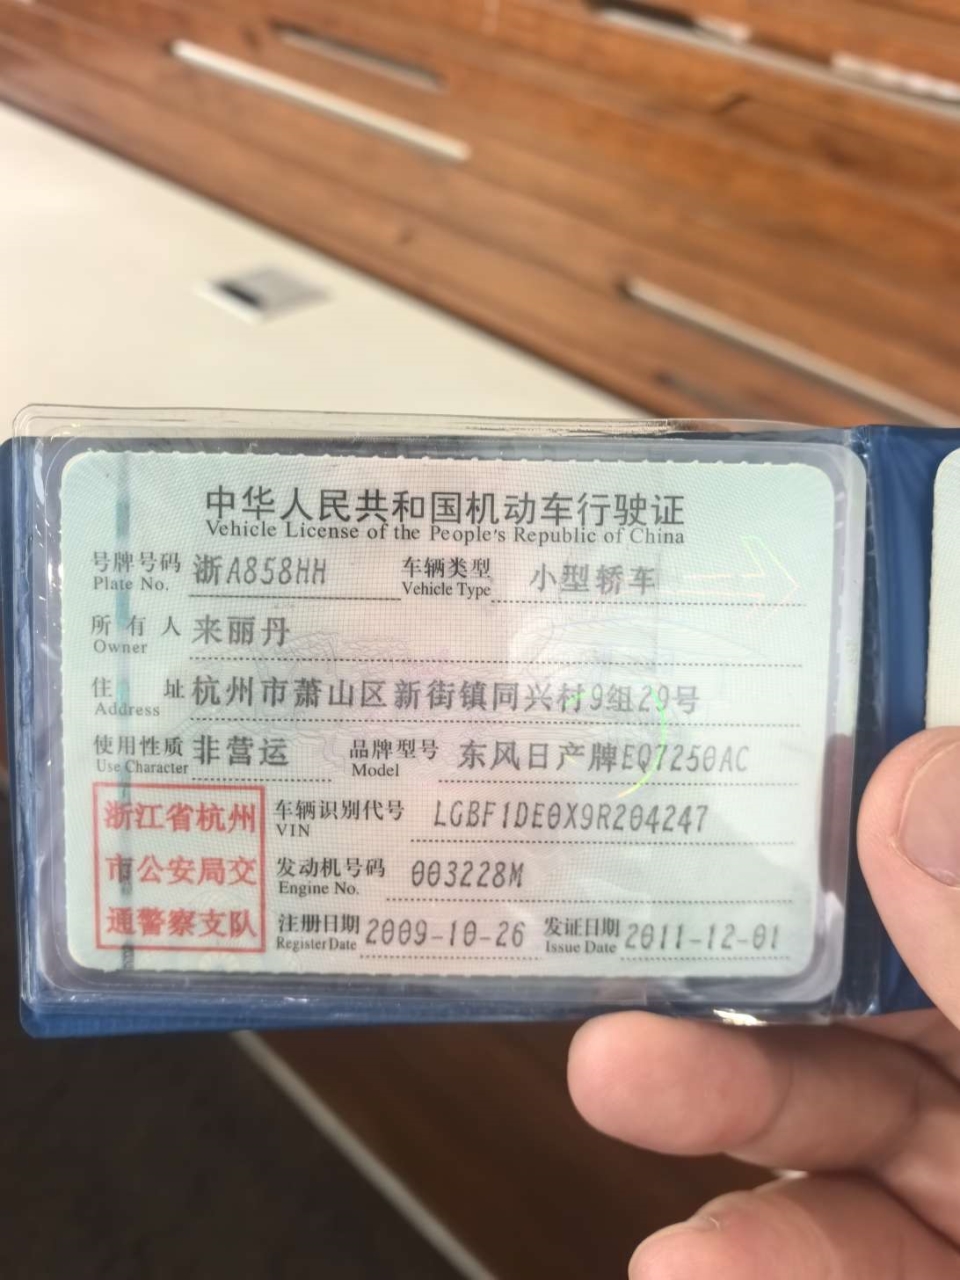 中华人民共和国机动车行驶证
Vehicle License of the People's Republic of China
号牌号码 浙A858HH 车辆类型 小型轿车
Plate No. Vehicle Type
所有人 来丽丹
Owner
住址 杭州市萧山区新街镇同兴村9组29号
Address
使用性质 非营运 品牌型号 东风日产牌EQ7250AC
Use Character Model
浙江省杭州
市公安局交
通警察支队
车辆识别代号 LGBF1DE0X9R204247
VIN
发动机号码 003228M
Engine No.
注册日期 2009-10-26 发证日期 2011-12-01
Register Date Issue Date